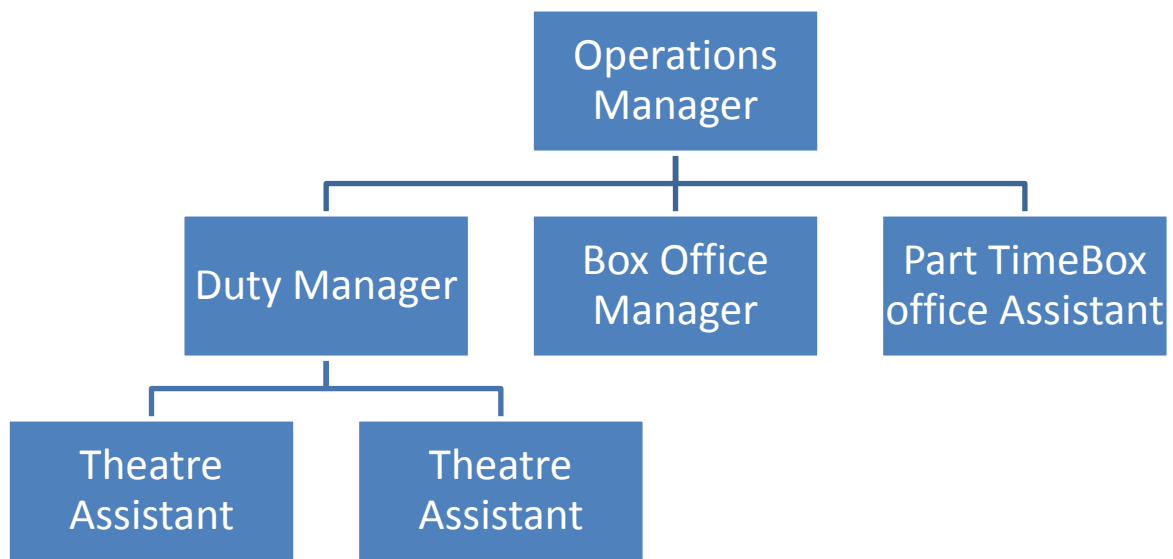 Operations
Manager
Duty Manager
Box Office
Manager
Part TimeBox
office Assistant
Theatre
Assistant
Theatre
Assistant